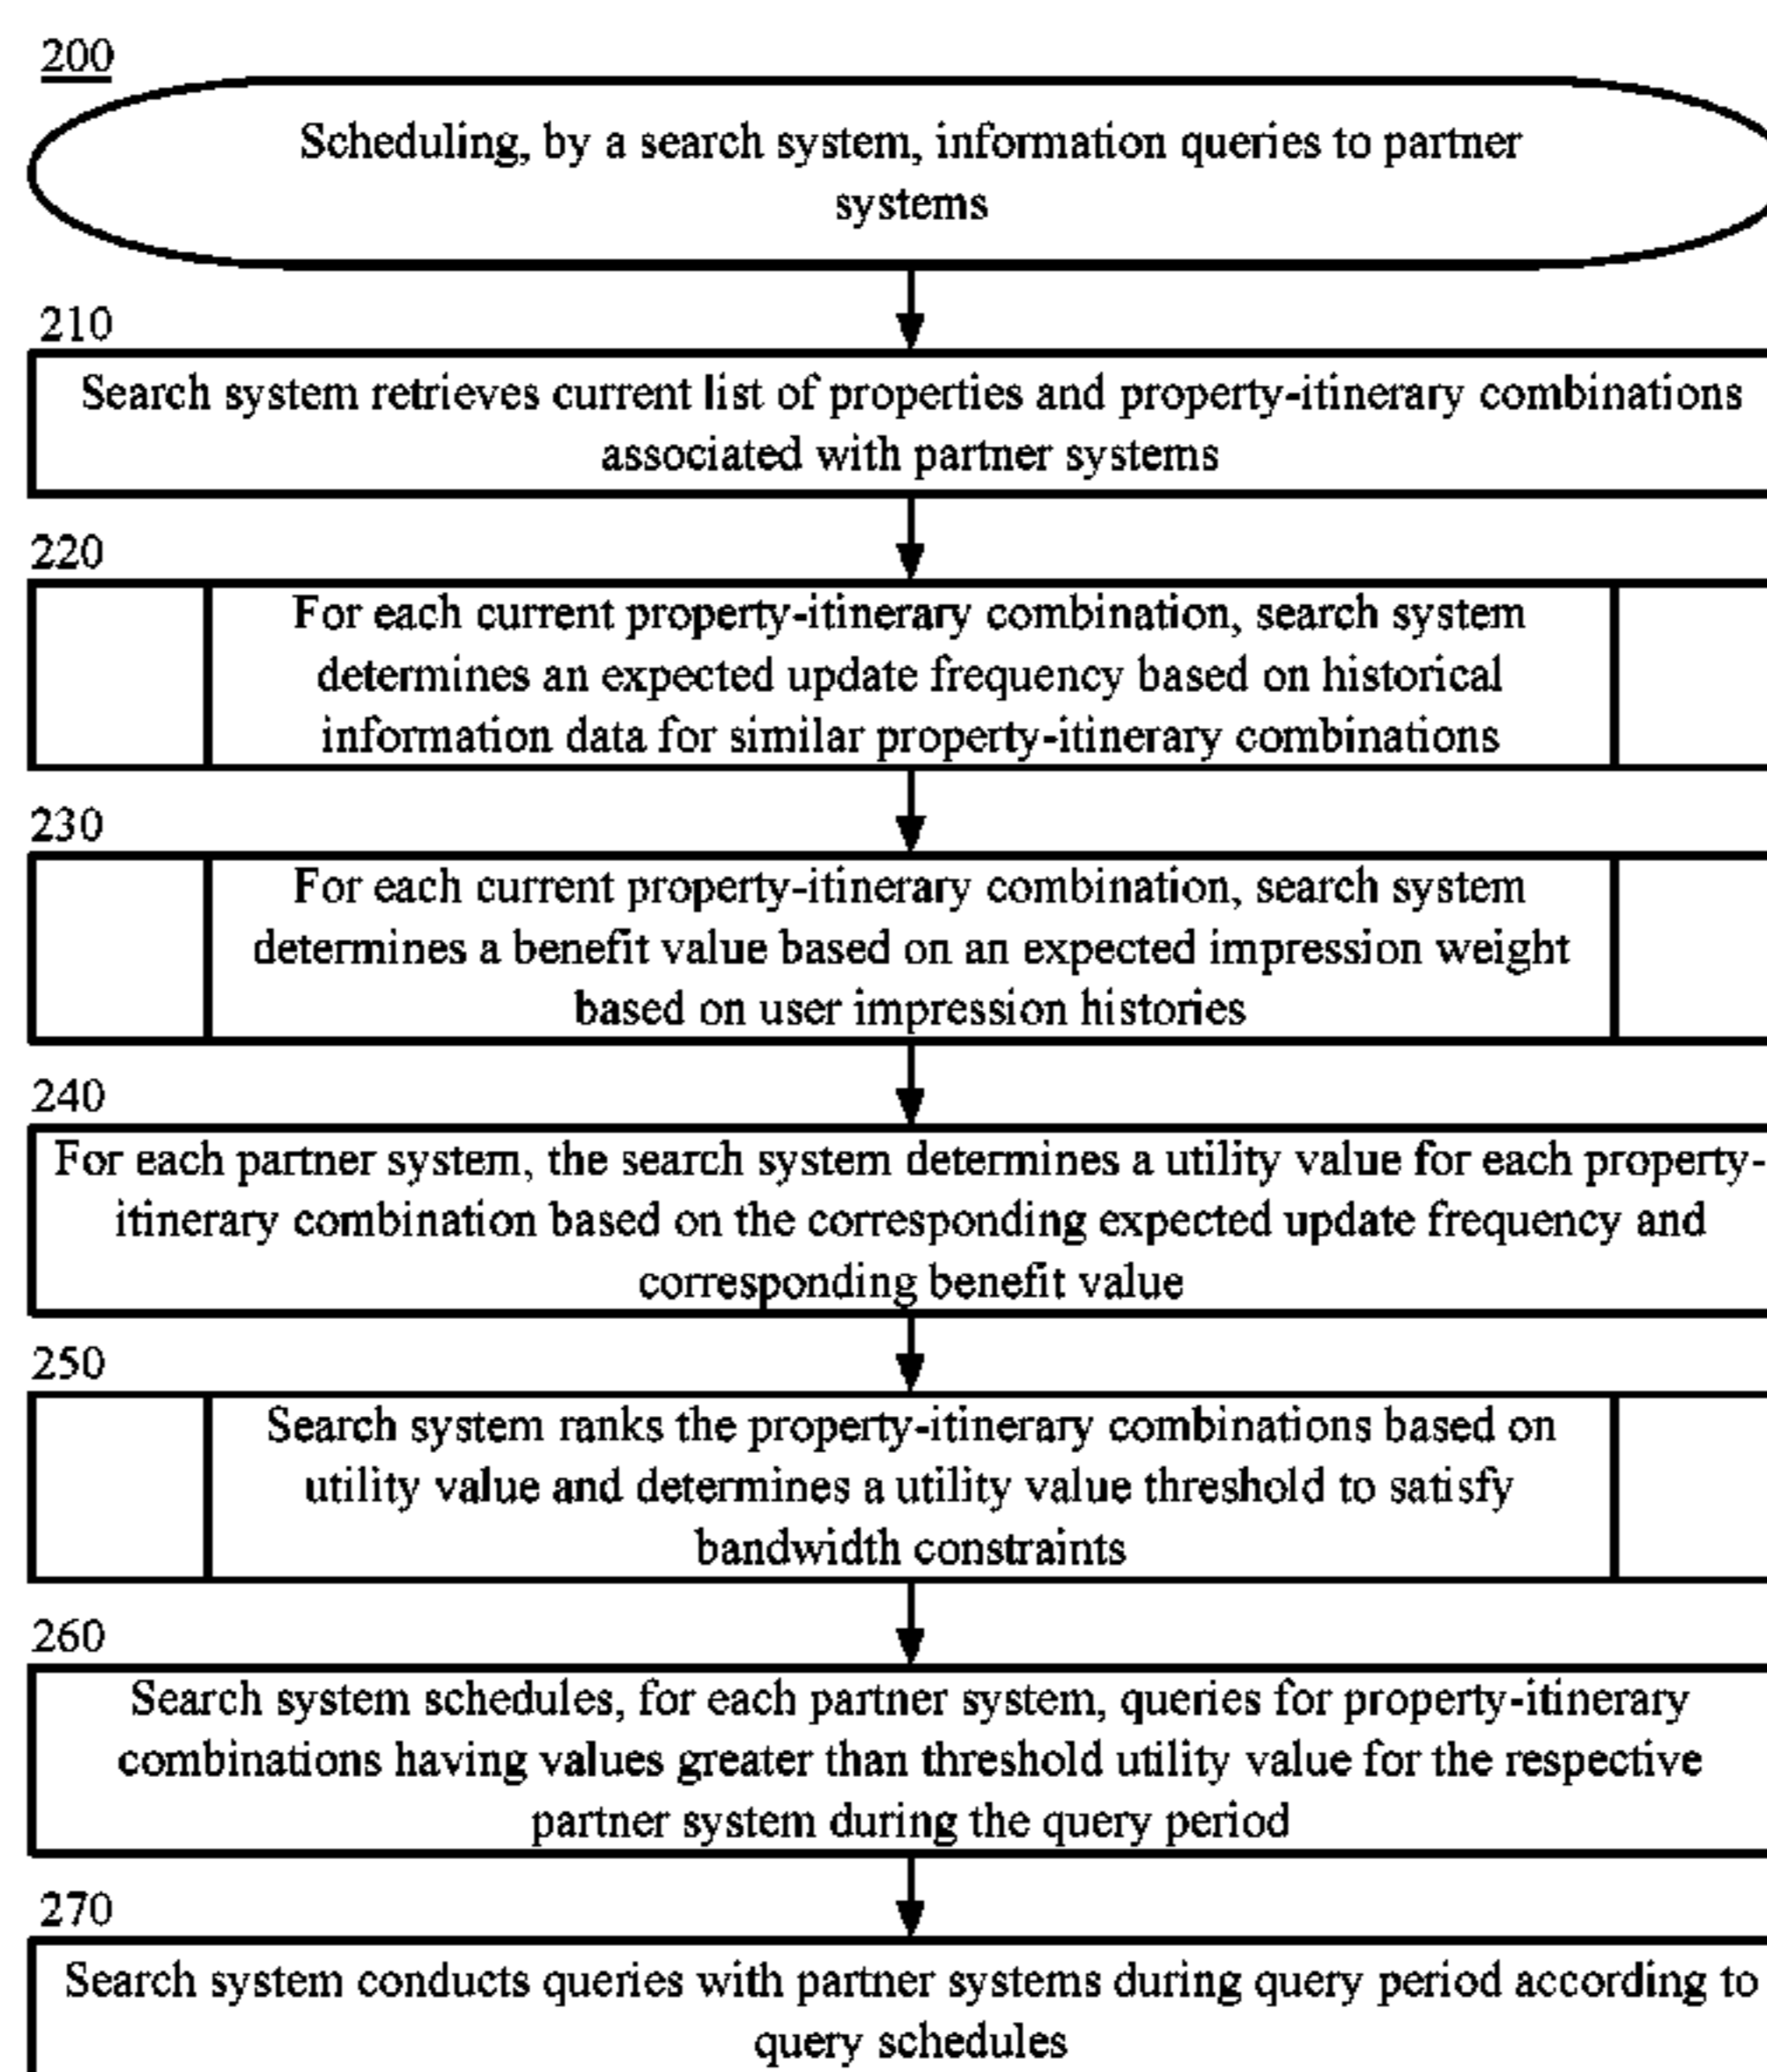 200
Scheduling, by a search system, information queries to partner
systems
210
Search system retrieves current list of properties and property-itinerary combinations
associated with partner systems
220
For each current property-itinerary combination, search system
determines an expected update frequency based on historical
information data for similar property-itinerary combinations
230
For each current property-itinerary combination, search system
determines a benefit value based on an expected impression weight
based on user impression histories
240
For each partner system, the search system determines a utility value for each property-
itinerary combination based on the corresponding expected update frequency and
corresponding benefit value
250
Search system ranks the property-itinerary combinations based on
utility value and determines a utility value threshold to satisfy
bandwidth constraints
260
Search system schedules, for each partner system, queries for property-itinerary
combinations having values greater than threshold utility value for the respective
partner system during the query period
270
Search system conducts queries with partner systems during query period according to
query schedules